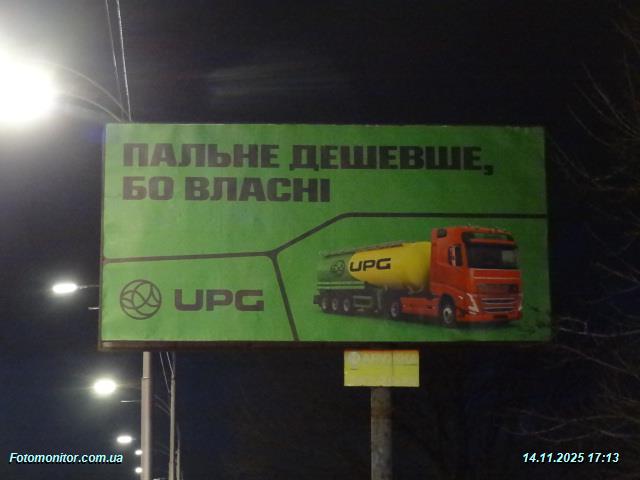 ПАЛЬНЕ ДЕШЕВШЕ,
БО ВЛАСНІ
UPG
UPG
Fotomonitor.com.ua
14.11.2025 17:13